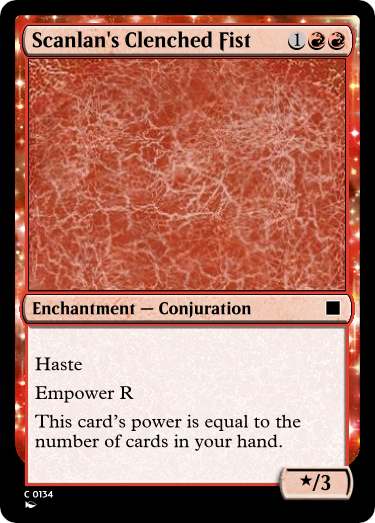 Scanlan's Clenched Fist 1
Enchantment — Conjuration
Haste
Empower R
This card's power is equal to the
number of cards in your hand.
★/3
C 0134